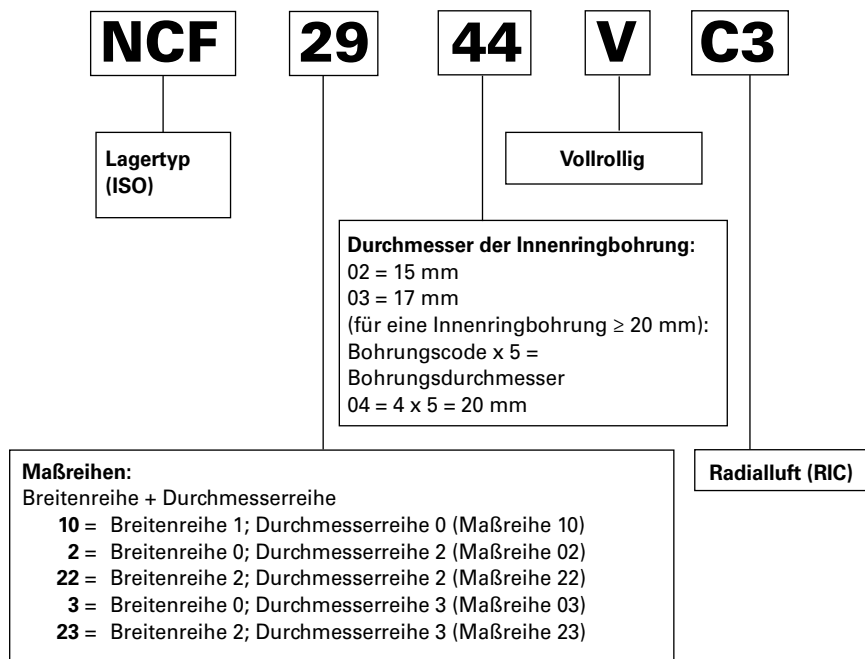 NCF 29 44 V C3
Lagertyp
(ISO)
Vollrollig
Durchmesser der Innenringbohrung:
02 = 15 mm
03 = 17 mm
(für eine Innenringbohrung ≥ 20 mm):
Bohrungscode x 5 =
Bohrungsdurchmesser
04 = 4 x 5 = 20 mm
Maßreihen:
Breitenreihe + Durchmesserreihe
10 = Breitenreihe 1; Durchmesserreihe 0 (Maßreihe 10)
2 = Breitenreihe 0; Durchmesserreihe 2 (Maßreihe 02)
22 = Breitenreihe 2; Durchmesserreihe 2 (Maßreihe 22)
3 = Breitenreihe 0; Durchmesserreihe 3 (Maßreihe 03)
23 = Breitenreihe 2; Durchmesserreihe 3 (Maßreihe 23)
Radialluft (RIC)